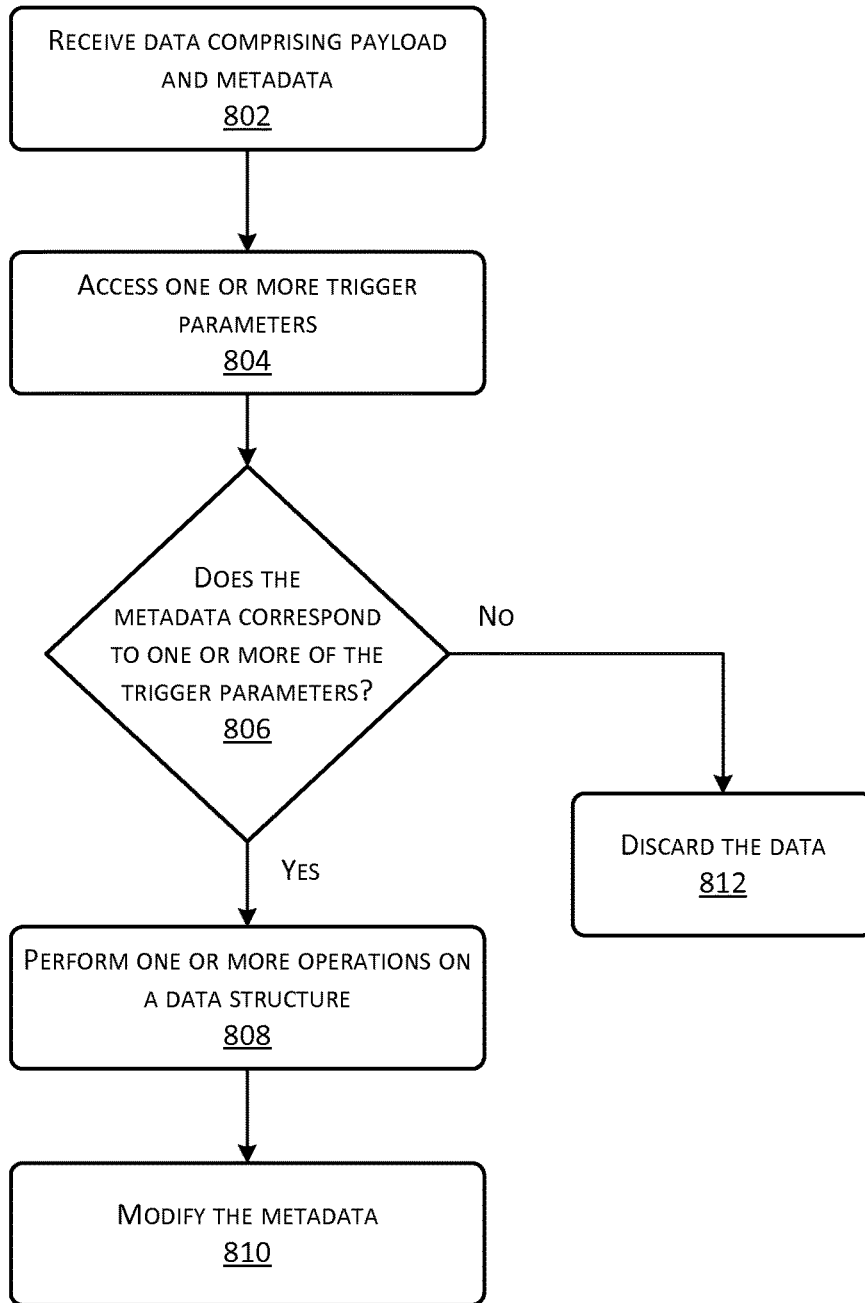 RECEIVE DATA COMPRISING PAYLOAD
AND METADATA
802
ACCESS ONE OR MORE TRIGGER
PARAMETERS
804
DOES THE
METADATA CORRESPOND
TO ONE OR MORE OF THE
TRIGGER PARAMETERS?
806
NO
DISCARD THE DATA
812
YES
PERFORM ONE OR MORE OPERATIONS ON
A DATA STRUCTURE
808
MODIFY THE METADATA
810